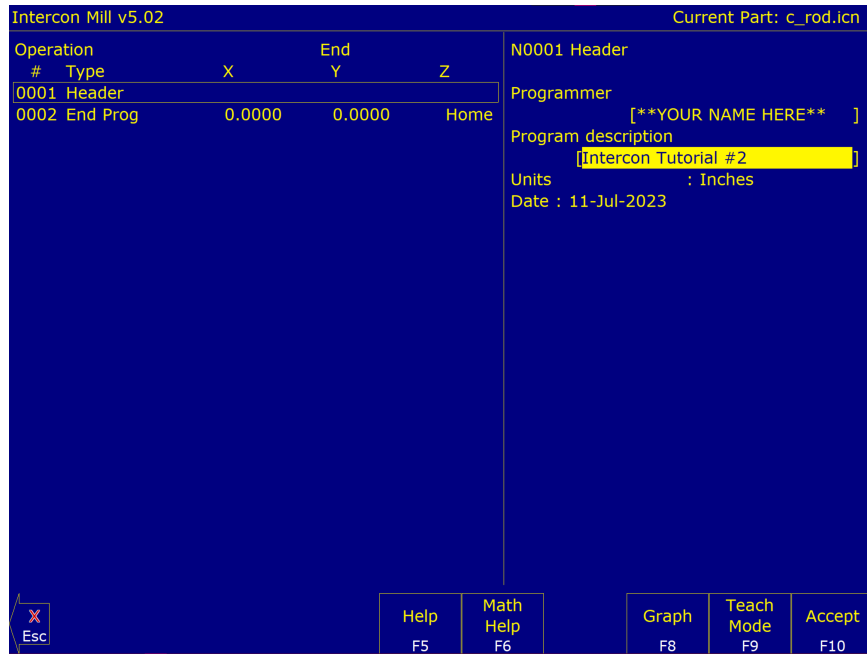 Intercon Mill v5.02 Current Part: c_rod.icn
Operation End
# Type X Y Z
0001 Header
0002 End Prog 0.0000 0.0000 Home
N0001 Header
Programmer
[**YOUR NAME HERE** ]
Program description
[Intercon Tutorial #2 ]
Units : Inches
Date : 11-Jul-2023
X
Esc
Help
F5
Math
Help
F6
Graph
F8
Teach
Mode
F9
Accept
F10